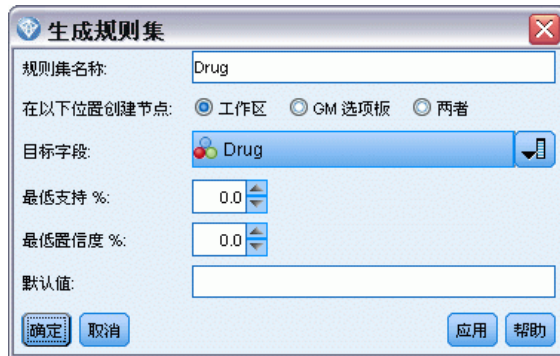 生成规则集
规则集名称: Drug
在以下位置创建节点: 工作区 GM 选项板 两者
目标字段: Drug
最低支持 %: 0.0
最低置信度 %: 0.0
默认值:
确定 取消 应用 帮助